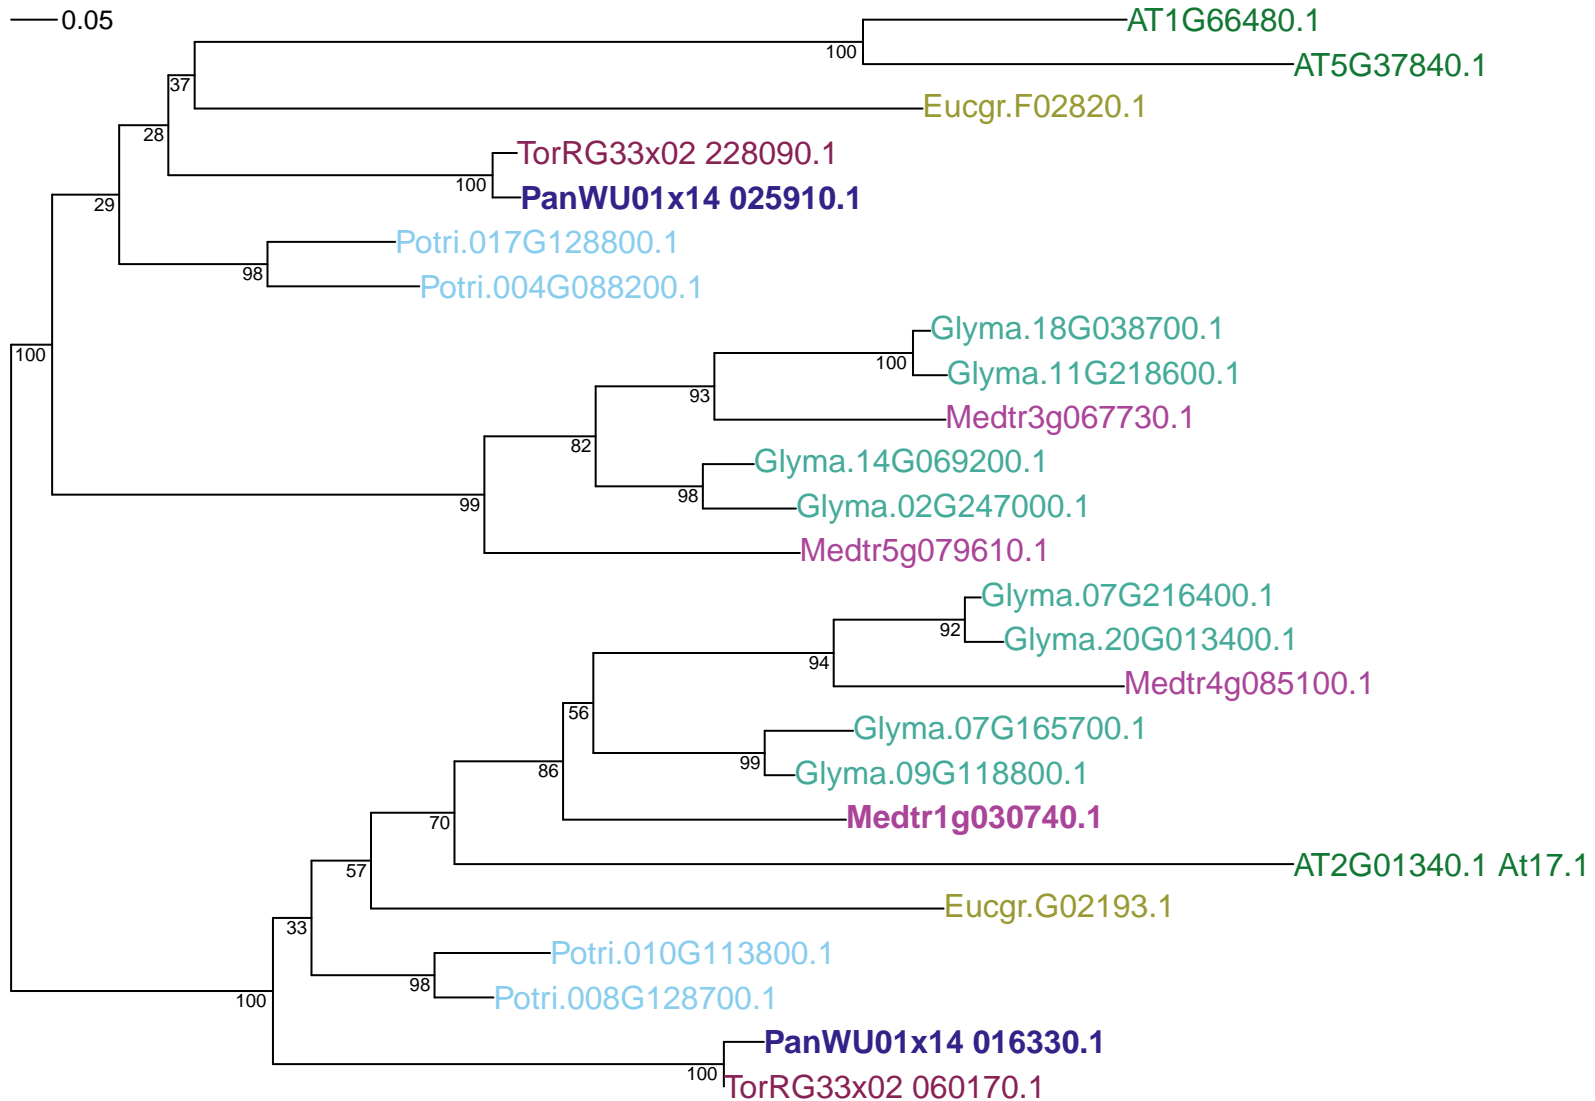 0.05
AT1G66480.1
100
AT5G37840.1
37
Eucgr.F02820.1
28
TorRG33x02 228090.1
100
PanWU01x14 025910.1
29
Potri.017G128800.1
98
Potri.004G088200.1
Glyma.18G038700.1
100
100
Glyma.11G218600.1
93
Medtr3g067730.1
82
Glyma.14G069200.1
98
99
Glyma.02G247000.1
Medtr5g079610.1
Glyma.07G216400.1
92
Glyma.20G013400.1
94
Medtr4g085100.1
56
Glyma.07G165700.1
99
86
Glyma.09G118800.1
Medtr1g030740.1
70
AT2G01340.1 At17.1
57
Eucgr.G02193.1
33
Potri.010G113800.1
98
100
Potri.008G128700.1
PanWU01x14 016330.1
100
TorRG33x02 060170.1